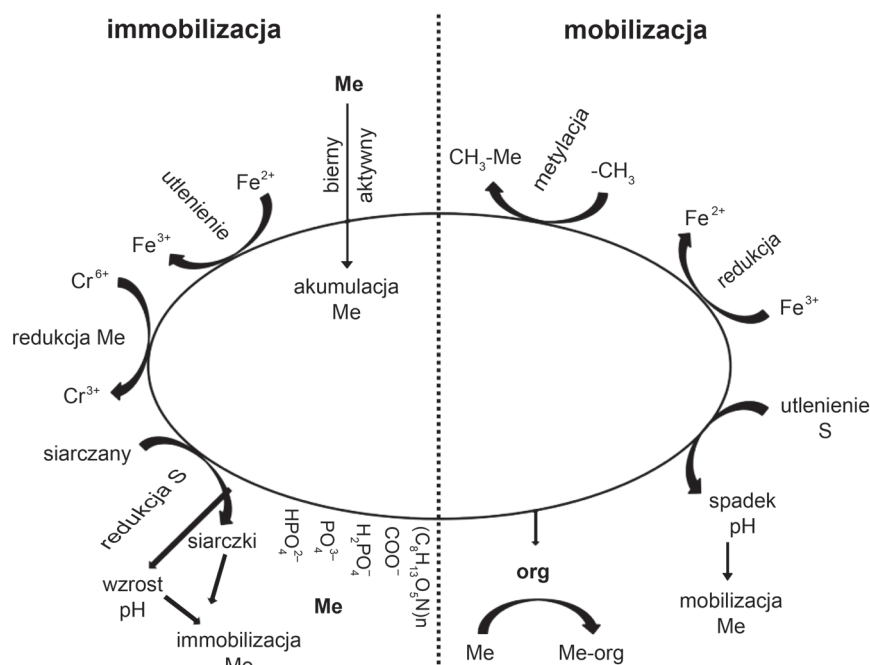 immobilizacja
mobilizacja
Me
bierny
aktywny
akumulacja
Me
utlenienie
Fe²⁺
Fe³⁺
Cr⁶⁺
redukcja Me
Cr³⁺
siarczany
redukcja S
siarczki
wzrost
pH
immobilizacja
Me
HPO₄²⁻
PO₄³⁻
H₂PO₄⁻
COO⁻
(C₈H₁₃O₅N)n
Me
CH₃-Me
metylacja
-CH₃
Fe²⁺
redukcja
Fe³⁺
utlenienie
S
spadek
pH
mobilizacja
Me
org
Me
Me-org